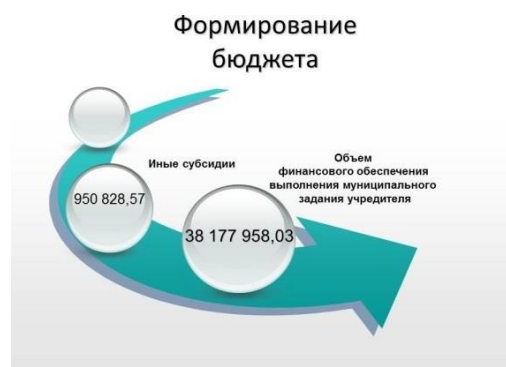 Формирование
бюджета
Иные субсидии
950 828,57
Объем
финансового обеспечения
выполнения муниципального
задания учредителя
38 177 958,03